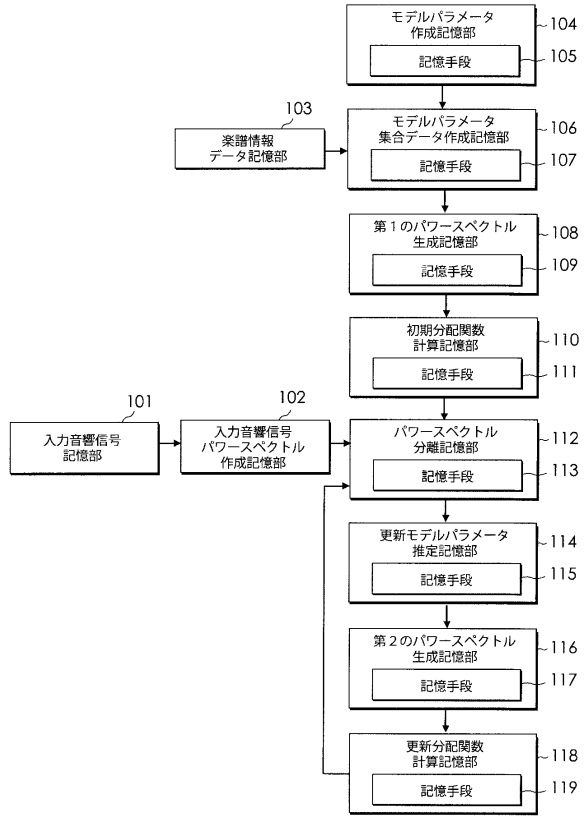 モデルパラメータ
作成記憶部
104
記憶手段
105
103
楽譜情報
データ記憶部
モデルパラメータ
集合データ作成記憶部
106
記憶手段
107
第1のパワースペクトル
生成記憶部
108
記憶手段
109
初期分配関数
計算記憶部
110
記憶手段
111
101
入力音響信号
記憶部
102
入力音響信号
パワースペクトル
作成記憶部
パワースペクトル
分離記憶部
112
記憶手段
113
更新モデルパラメータ
推定記憶部
114
記憶手段
115
第2のパワースペクトル
生成記憶部
116
記憶手段
117
更新分配関数
計算記憶部
118
記憶手段
119